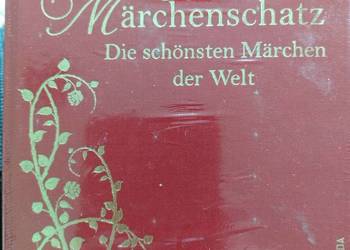 Märchenschatz
Die schönsten Märchen
der Welt